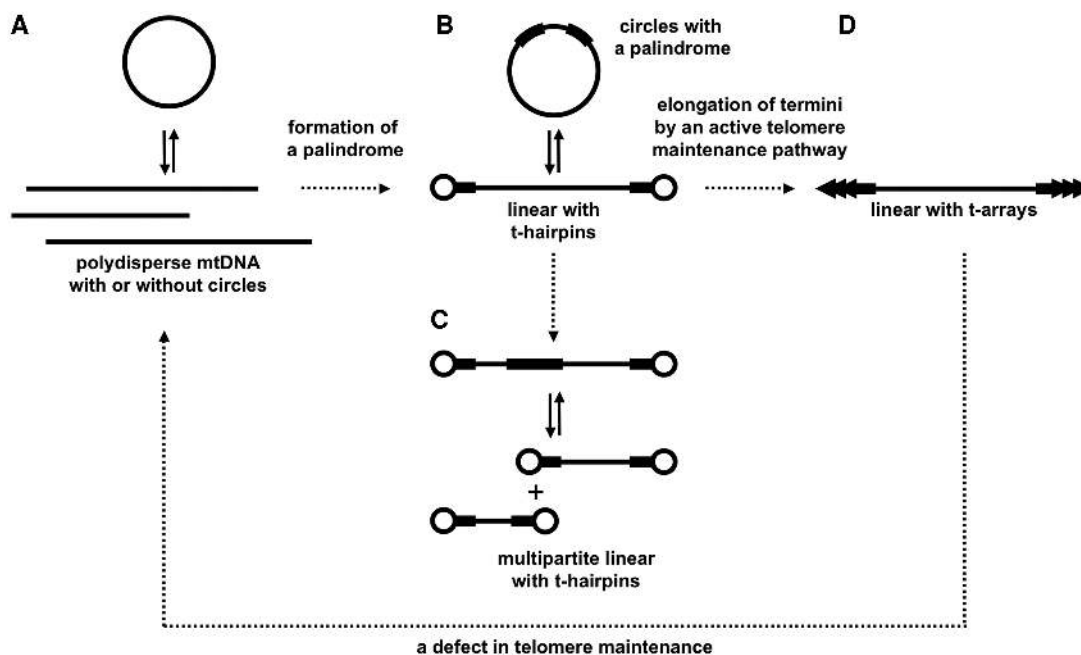 A
B
circles with
a palindrome
D
formation of
a palindrome
elongation of termini
by an active telomere
maintenance pathway
linear with
t-hairpins
linear with t-arrays
polydisperse mtDNA
with or without circles
C
+
multipartite linear
with t-hairpins
a defect in telomere maintenance